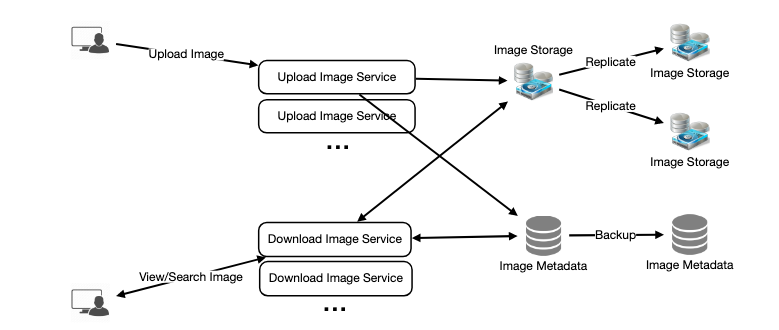 Upload Image
Upload Image Service
Upload Image Service
...
Image Storage
Replicate
Replicate
Image Storage
Image Storage
Download Image Service
Download Image Service
...
View/Search Image
Image Metadata
Backup
Image Metadata